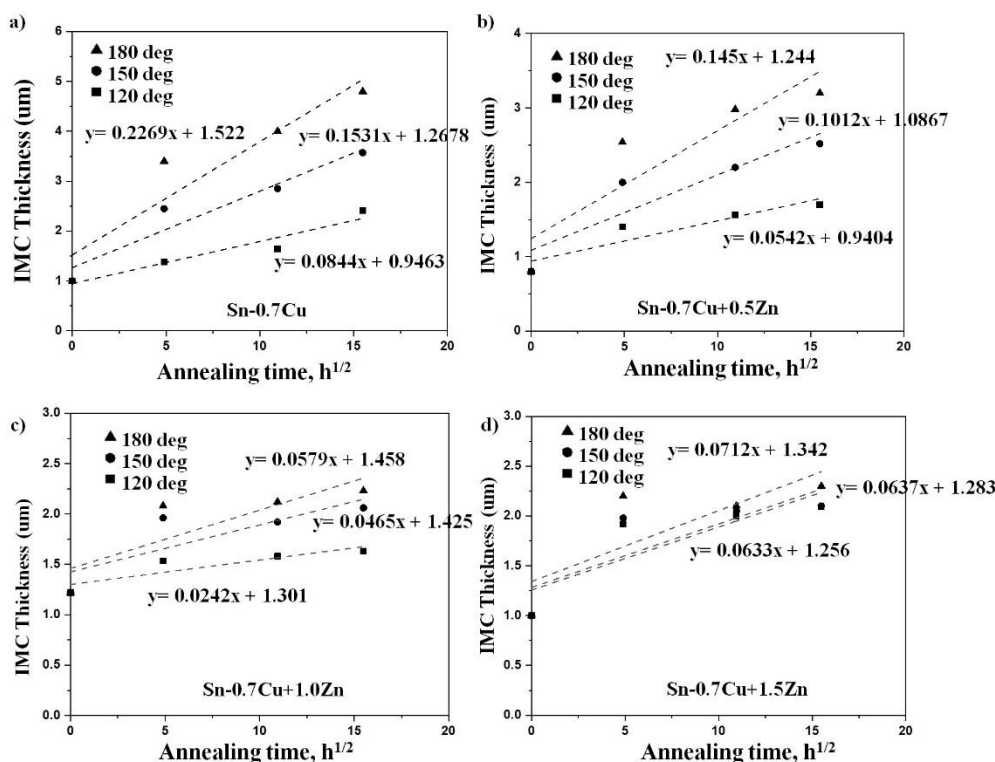 a)
180 deg
150 deg
120 deg
y= 0.2269x + 1.522
y= 0.1531x + 1.2678
y= 0.0844x + 0.9463
Sn-0.7Cu
IMC Thickness (um)
6
5
4
3
2
1
0
0 5 10 15 20
Annealing time, h1/2
b)
180 deg
150 deg
120 deg
y= 0.145x + 1.244
y= 0.1012x + 1.0867
y= 0.0542x + 0.9404
Sn-0.7Cu+0.5Zn
IMC Thickness (um)
4
3
2
1
0
0 5 10 15 20
Annealing time, h1/2
c)
180 deg
150 deg
120 deg
y= 0.0579x + 1.458
y= 0.0465x + 1.425
y= 0.0242x + 1.301
Sn-0.7Cu+1.0Zn
IMC Thickness (um)
3.0
2.5
2.0
1.5
1.0
0.5
0.0
0 5 10 15 20
Annealing time, h1/2
d)
180 deg
150 deg
120 deg
y= 0.0712x + 1.342
y= 0.0637x + 1.283
y= 0.0633x + 1.256
Sn-0.7Cu+1.5Zn
IMC Thickness (um)
3.0
2.5
2.0
1.5
1.0
0.5
0.0
0 5 10 15 20
Annealing time, h1/2